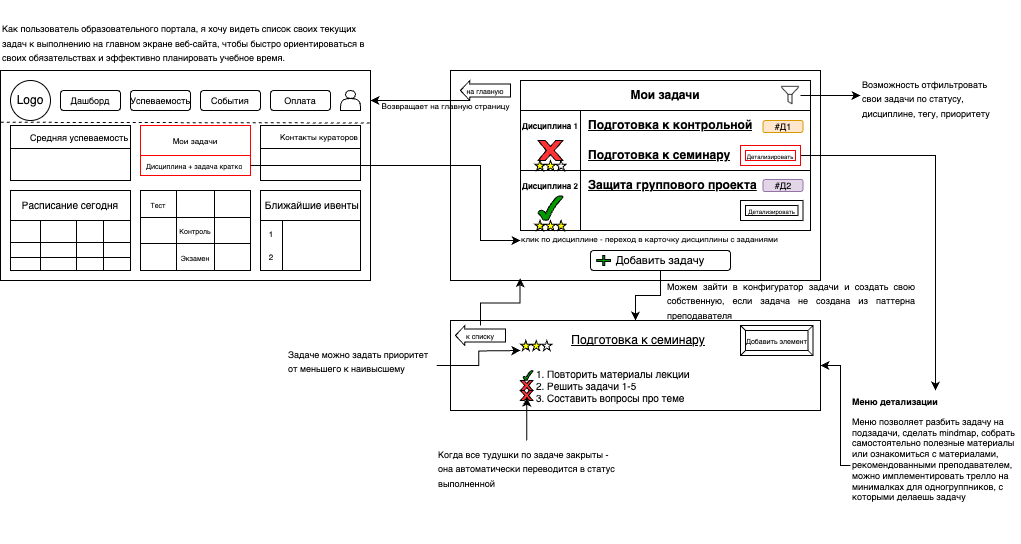 Как пользователь образовательного портала, я хочу видеть список своих текущих
задач к выполнению на главном экране веб-сайта, чтобы быстро ориентироваться в
своих обязательствах и эффективно планировать учебное время.
Logo
Дашборд
Успеваемость
События
Оплата
Средняя успеваемость
Мои задачи
Дисциплина + задача кратко
Контакты кураторов
Расписание сегодня
Тест
Контроль
Экзамен
Ближайшие ивенты
1
2
на главную
Возвращает на главную страницу
Мои задачи
Дисциплина 1
Подготовка к контрольной
#Д1
Подготовка к семинару
Детализировать
Дисциплина 2
Защита группового проекта
#Д2
Детализировать
клик по дисциплине - переход в карточку дисциплины с заданиями
Добавить задачу
Возможность отфильтровать
свои задачи по статусу,
дисциплине, тегу, приоритету
Можем зайти в конфигуратор задачи и создать свою
собственную, если задача не создана из паттерна
преподавателя
к списку
Подготовка к семинару
Добавить элемент
1. Повторить материалы лекции
2. Решить задачи 1-5
3. Составить вопросы про теме
Задаче можно задать приоритет
от меньшего к наивысшему
Когда все тудушки по задаче закрыты -
она автоматически переводится в статус
выполненной
Меню детализации
Меню позволяет разбить задачу на
подзадачи, сделать mindmap, собрать
самостоятельно полезные материалы
или ознакомиться с материалами,
рекомендованными преподавателем,
можно имплементировать трелло на
минималках для одногруппников, с
которыми делаешь задачу